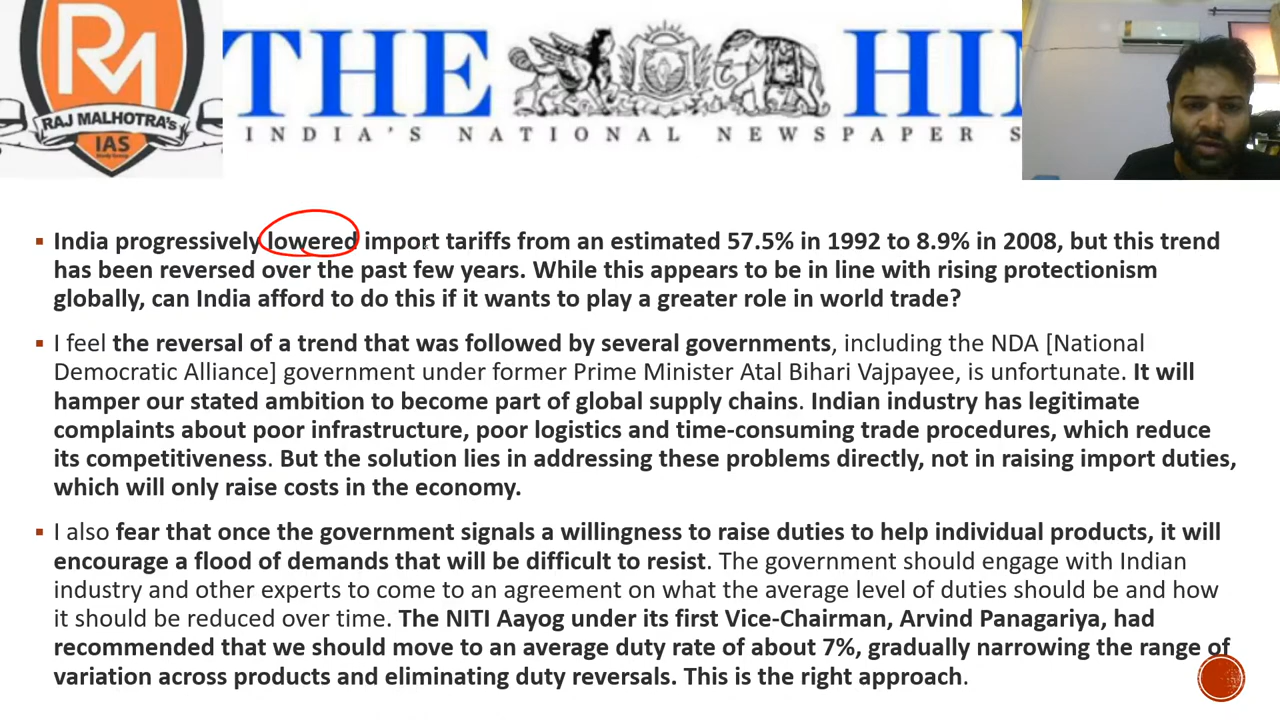 RM
RAJ MALHOTRA'S
IAS
Study Group
THE HI
INDIA'S NATIONAL NEWSPAPER S
India progressively lowered import tariffs from an estimated 57.5% in 1992 to 8.9% in 2008, but this trend
has been reversed over the past few years. While this appears to be in line with rising protectionism
globally, can India afford to do this if it wants to play a greater role in world trade?
I feel the reversal of a trend that was followed by several governments, including the NDA [National
Democratic Alliance] government under former Prime Minister Atal Bihari Vajpayee, is unfortunate. It will
hamper our stated ambition to become part of global supply chains. Indian industry has legitimate
complaints about poor infrastructure, poor logistics and time-consuming trade procedures, which reduce
its competitiveness. But the solution lies in addressing these problems directly, not in raising import duties,
which will only raise costs in the economy.
I also fear that once the government signals a willingness to raise duties to help individual products, it will
encourage a flood of demands that will be difficult to resist. The government should engage with Indian
industry and other experts to come to an agreement on what the average level of duties should be and how
it should be reduced over time. The NITI Aayog under its first Vice-Chairman, Arvind Panagariya, had
recommended that we should move to an average duty rate of about 7%, gradually narrowing the range of
variation across products and eliminating duty reversals. This is the right approach.